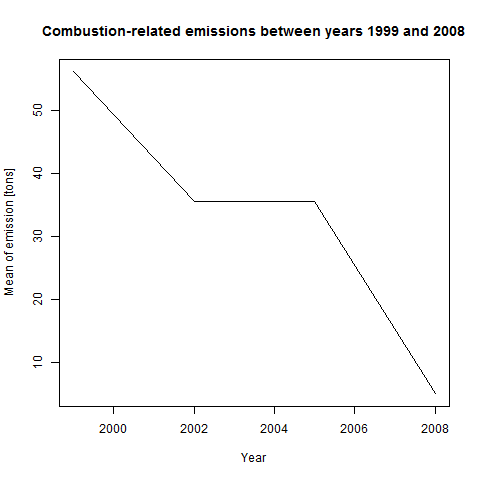 Combustion-related emissions between years 1999 and 2008
Mean of emission [tons]
50
40
30
20
10
2000 2002 2004 2006 2008
Year